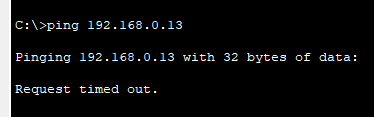 C:\>ping 192.168.0.13
Pinging 192.168.0.13 with 32 bytes of data:
Request timed out.